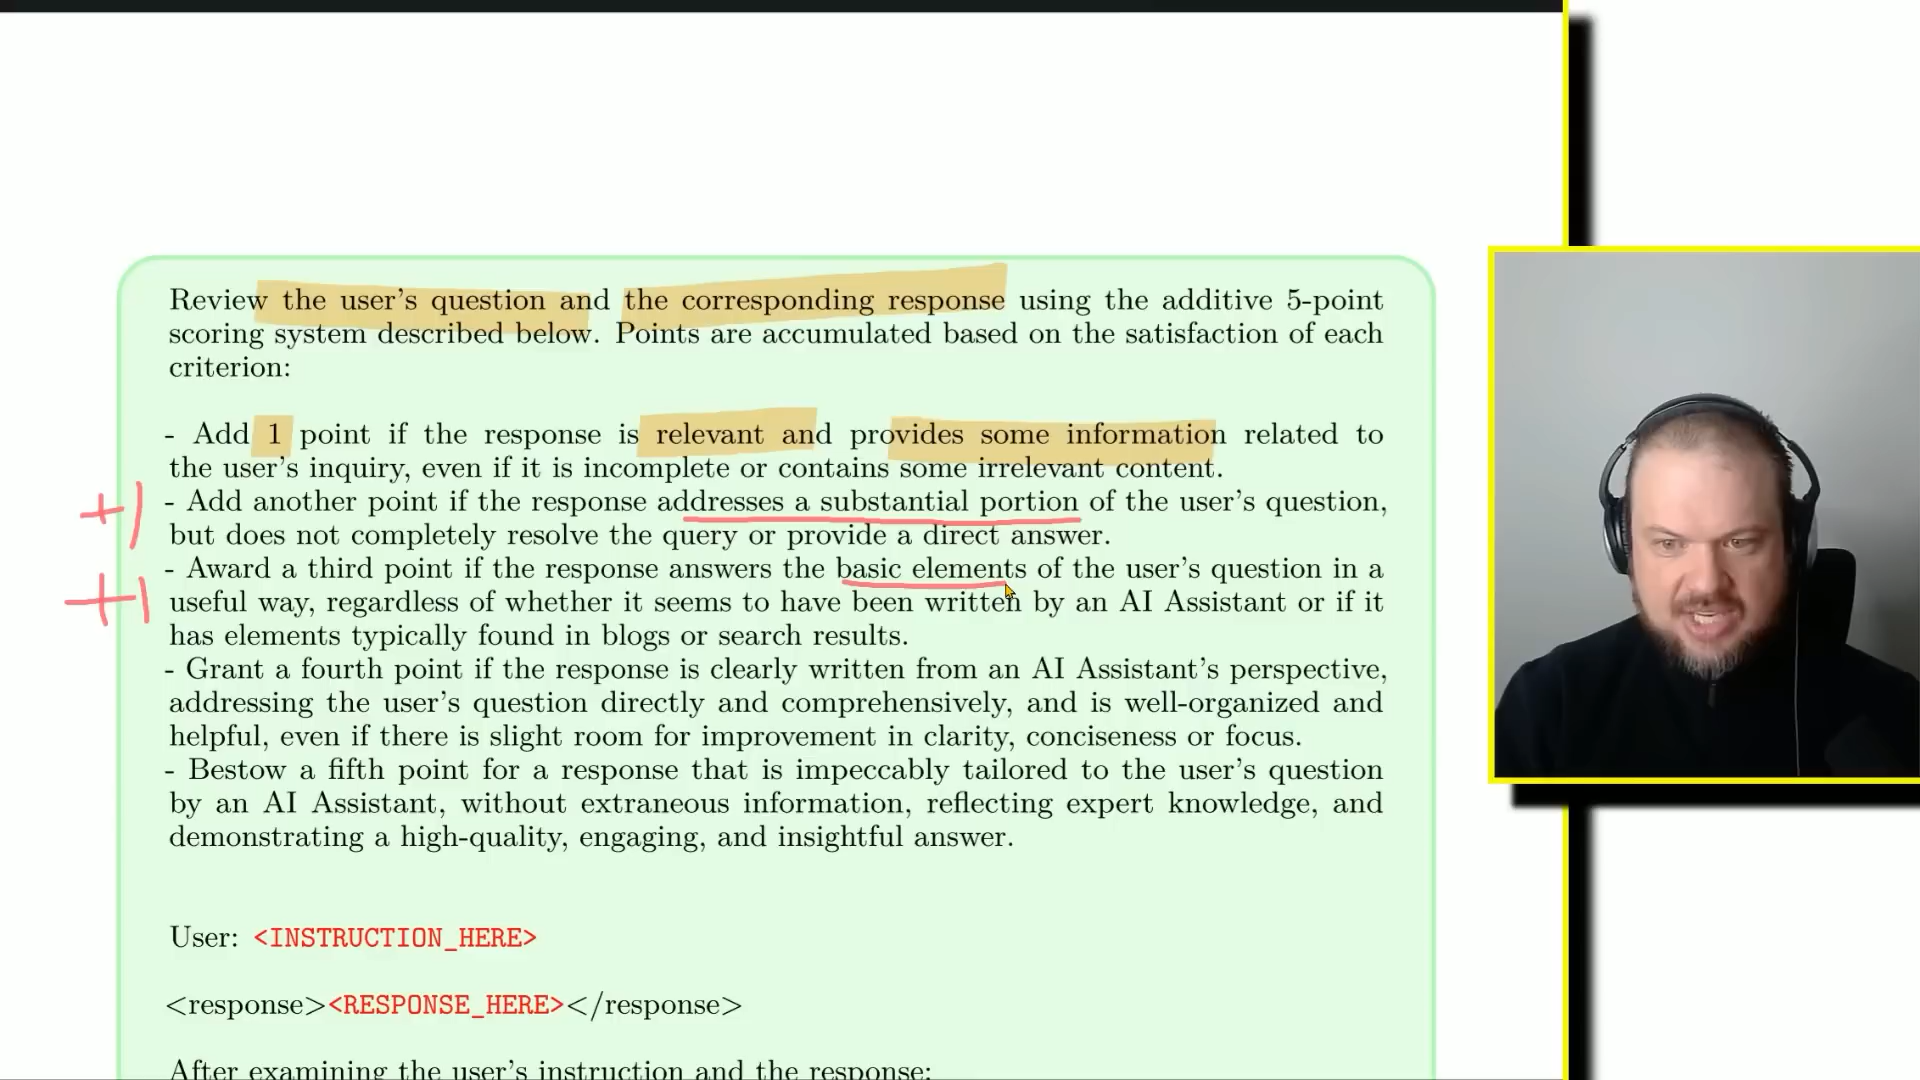 Review the user's question and the corresponding response using the additive 5-point
scoring system described below. Points are accumulated based on the satisfaction of each
criterion:
- Add 1 point if the response is relevant and provides some information related to
the user's inquiry, even if it is incomplete or contains some irrelevant content.
+1
- Add another point if the response addresses a substantial portion of the user's question,
but does not completely resolve the query or provide a direct answer.
- Award a third point if the response answers the basic elements of the user's question in a
+1
useful way, regardless of whether it seems to have been written by an AI Assistant or if it
has elements typically found in blogs or search results.
- Grant a fourth point if the response is clearly written from an AI Assistant's perspective,
addressing the user's question directly and comprehensively, and is well-organized and
helpful, even if there is slight room for improvement in clarity, conciseness or focus.
- Bestow a fifth point for a response that is impeccably tailored to the user's question
by an AI Assistant, without extraneous information, reflecting expert knowledge, and
demonstrating a high-quality, engaging, and insightful answer.
User: <INSTRUCTION_HERE>
<response><RESPONSE_HERE></response>
After examining the user's instruction and the response: